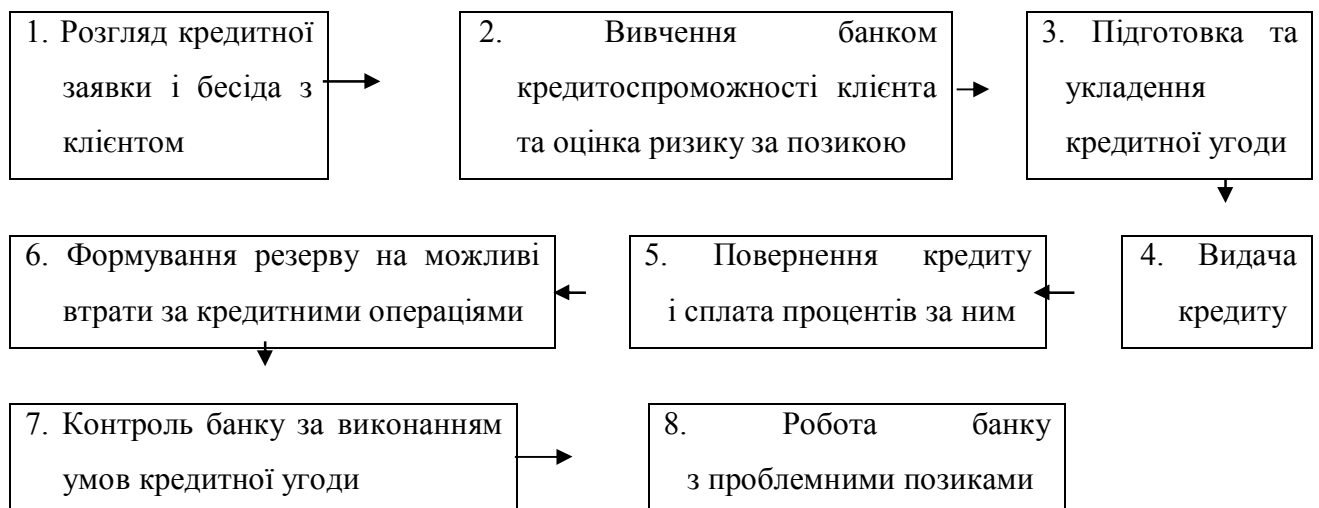 1. Розгляд кредитної
заявки і бесіда з
клієнтом
2. Вивчення банком
кредитоспроможності клієнта
та оцінка ризику за позикою
3. Підготовка та
укладення
кредитної угоди
6. Формування резерву на можливі
втрати за кредитними операціями
5. Повернення кредиту
і сплата процентів за ним
4. Видача
кредиту
7. Контроль банку за виконанням
умов кредитної угоди
8. Робота банку
з проблемними позиками